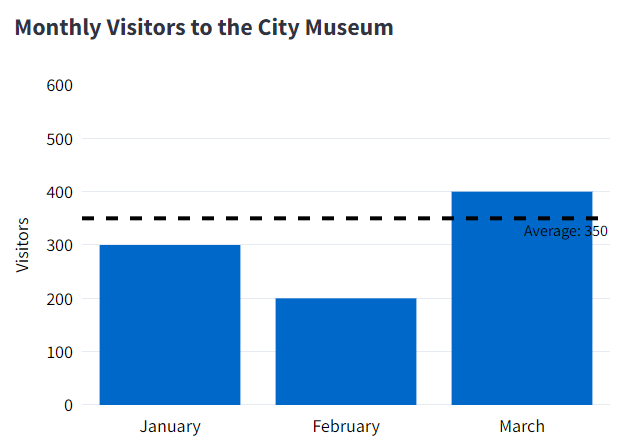 Monthly Visitors to the City Museum
600
500
400
300
200
100
0
Visitors
Average: 350
January February March